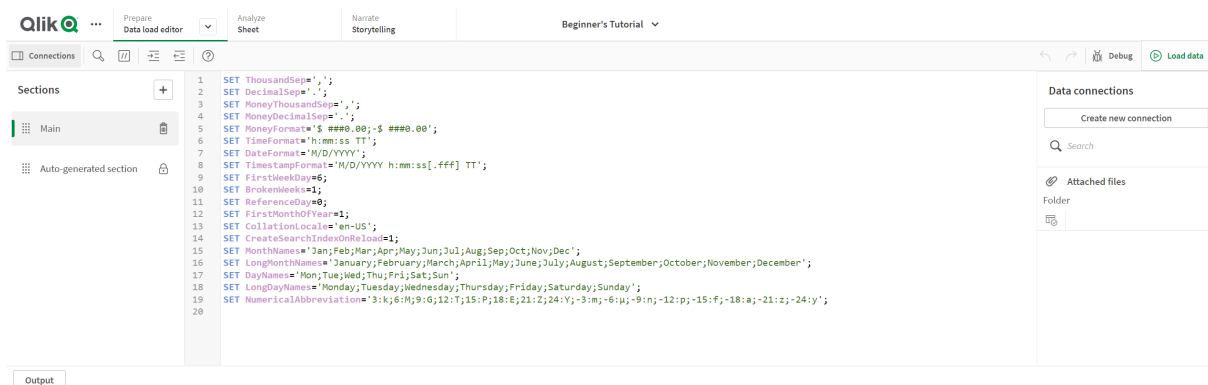 Qlik
Prepare
Data load editor
Analyze
Sheet
Narrate
Storytelling
Beginner's Tutorial
Connections
Debug
Load data
Sections
Main
Auto-generated section
1 SET ThousandSep=',';
2 SET DecimalSep='.';
3 SET MoneyThousandSep=',';
4 SET MoneyDecimalSep='.';
5 SET MoneyFormat='$ ###0.00;-$ ###0.00';
6 SET TimeFormat='h:mm:ss TT';
7 SET DateFormat='M/D/YYYY';
8 SET TimestampFormat='M/D/YYYY h:mm:ss[.fff] TT';
9 SET FirstWeekDay=6;
10 SET BrokenWeeks=1;
11 SET ReferenceDay=0;
12 SET FirstMonthOfYear=1;
13 SET CollationLocale='en-US';
14 SET CreateSearchIndexOnReload=1;
15 SET MonthNames='Jan;Feb;Mar;Apr;May;Jun;Jul;Aug;Sep;Oct;Nov;Dec';
16 SET LongMonthNames='January;February;March;April;May;June;July;August;September;October;November;December';
17 SET DayNames='Mon;Tue;Wed;Thu;Fri;Sat;Sun';
18 SET LongDayNames='Monday;Tuesday;Wednesday;Thursday;Friday;Saturday;Sunday';
19 SET NumericalAbbreviation='3:k;6:M;9:G;12:T;15:P;18:E;21:Z;24:Y;-3:m;-6:μ;-9:n;-12:p;-15:f;-18:a;-21:z;-24:y';
20
Data connections
Create new connection
Search
Attached files
Folder
Output